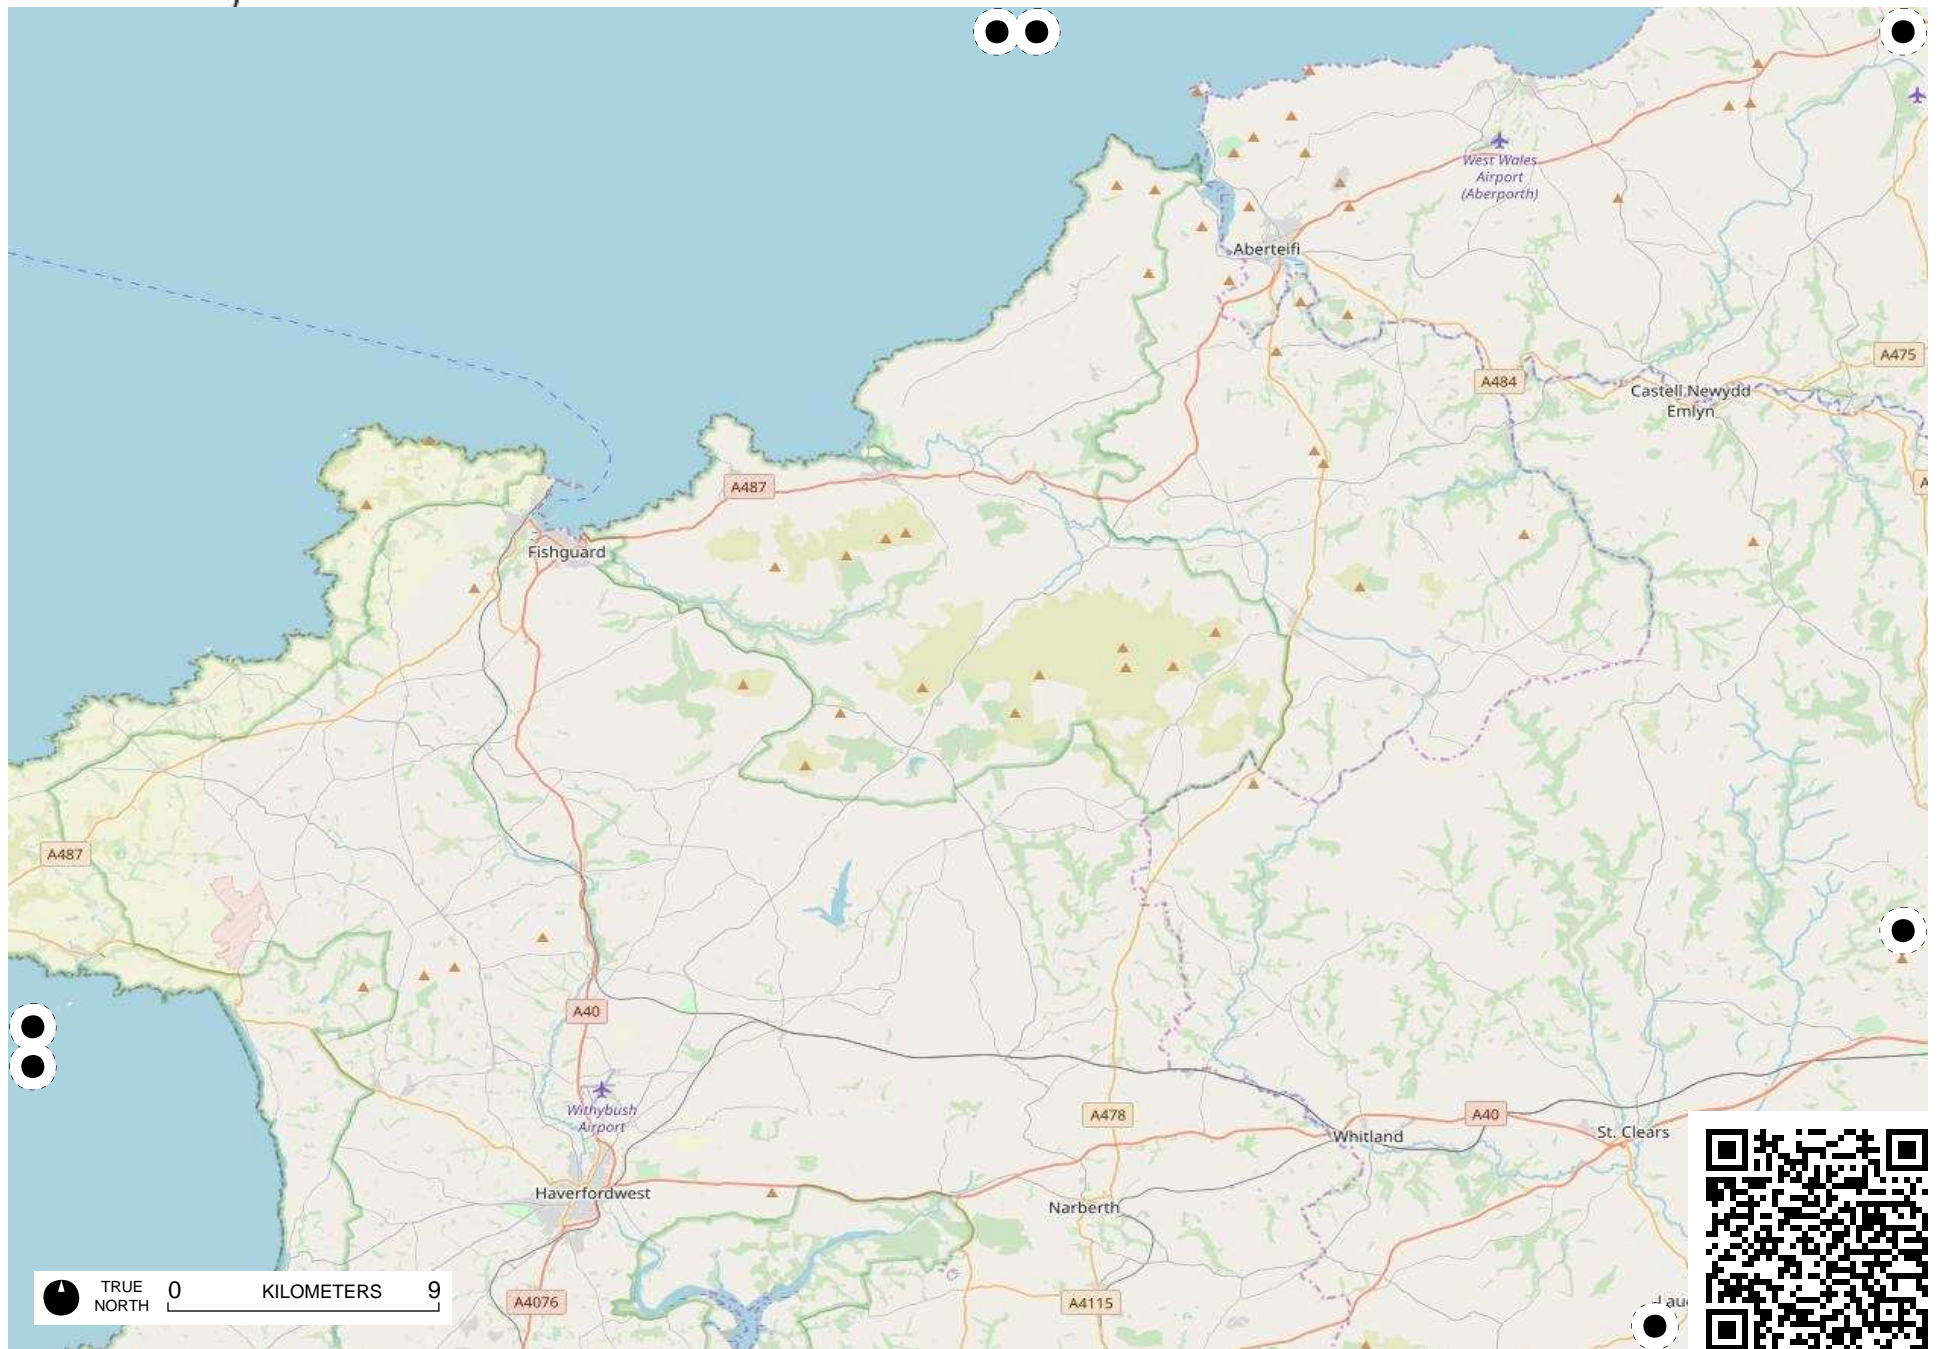 West Wales
Airport
(Aberporth)
Aberteifi
A475
A484
Castell Newydd
Emlyn
A487
Fishguard
A487
A40
Withybush
Airport
A478
A40
Whitland
St. Clears
Haverfordwest
Narberth
TRUE
NORTH
0
KILOMETERS
9
A4076
A4115